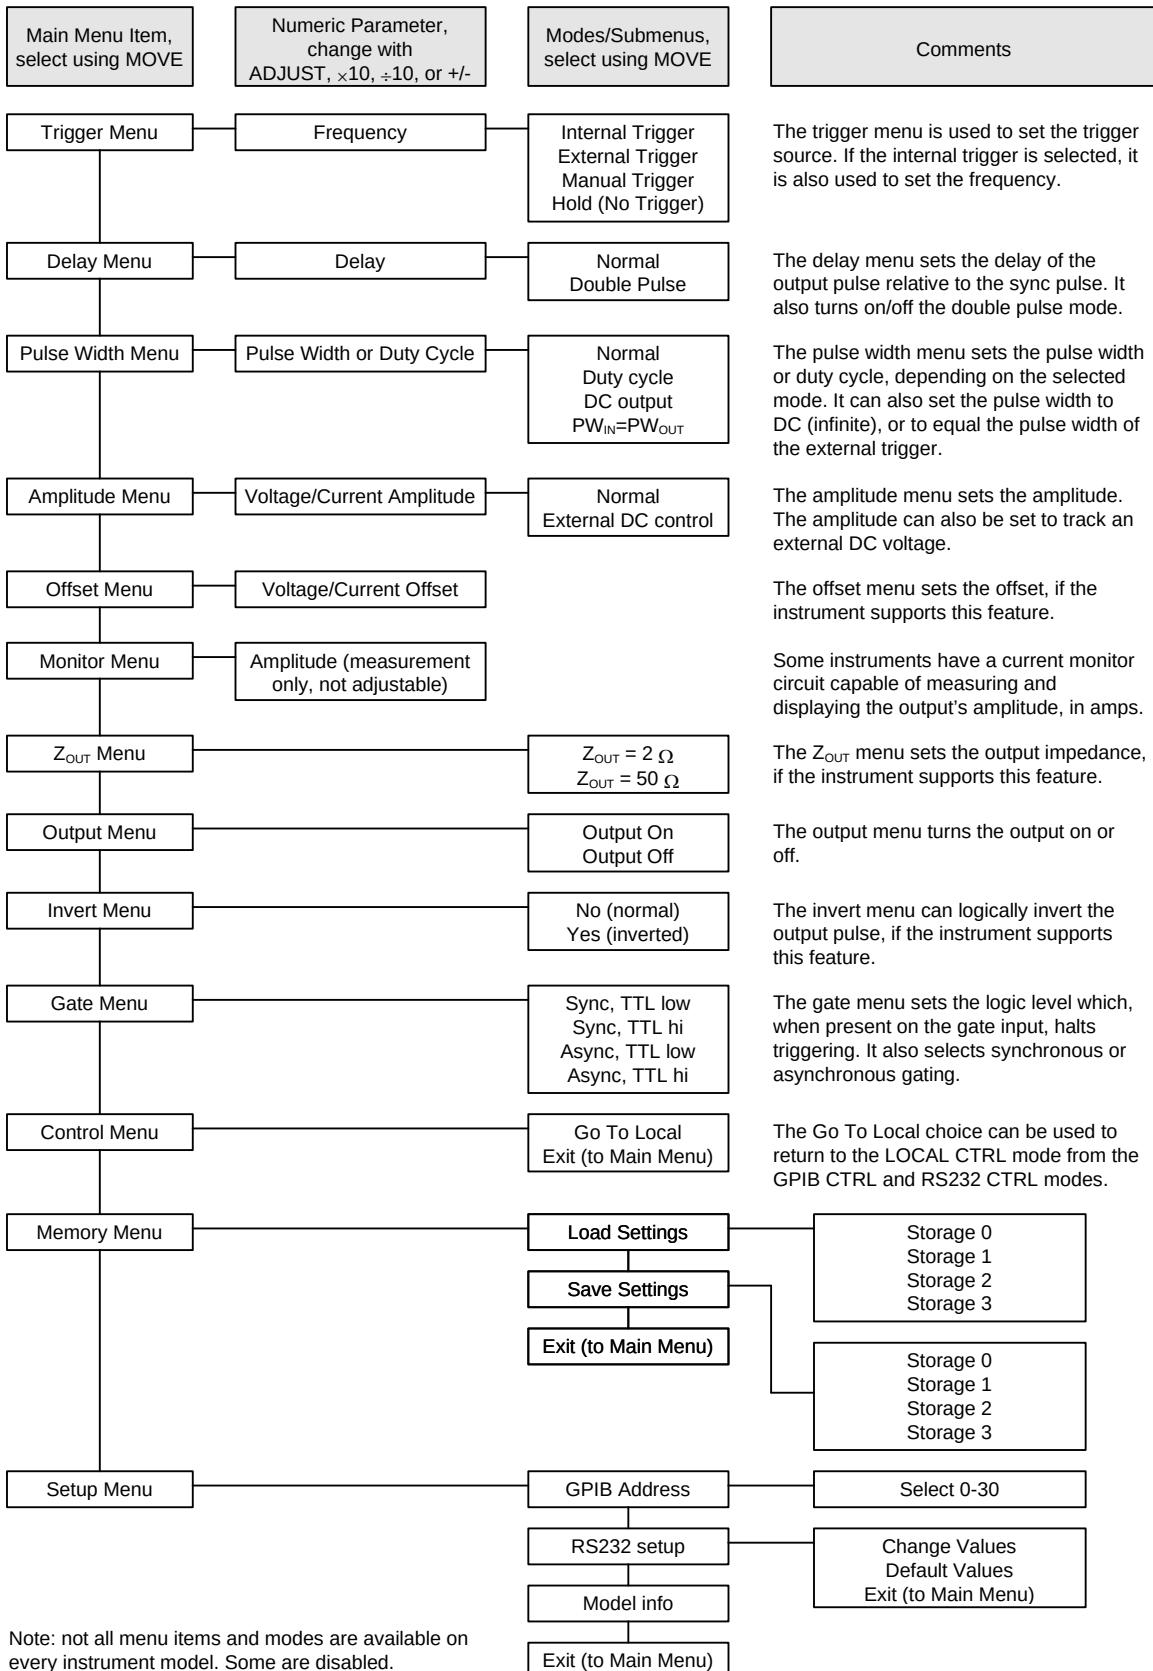 Main Menu Item,
select using MOVE
Numeric Parameter,
change with
ADJUST, ×10, ÷10, or +/-
Modes/Submenus,
select using MOVE
Comments
Trigger Menu
Frequency
Internal Trigger
External Trigger
Manual Trigger
Hold (No Trigger)
The trigger menu is used to set the trigger
source. If the internal trigger is selected, it
is also used to set the frequency.
Delay Menu
Delay
Normal
Double Pulse
The delay menu sets the delay of the
output pulse relative to the sync pulse. It
also turns on/off the double pulse mode.
Pulse Width Menu
Pulse Width or Duty Cycle
Normal
Duty cycle
DC output
PWIN=PWOUT
The pulse width menu sets the pulse width
or duty cycle, depending on the selected
mode. It can also set the pulse width to
DC (infinite), or to equal the pulse width of
the external trigger.
Amplitude Menu
Voltage/Current Amplitude
Normal
External DC control
The amplitude menu sets the amplitude.
The amplitude can also be set to track an
external DC voltage.
Offset Menu
Voltage/Current Offset
The offset menu sets the offset, if the
instrument supports this feature.
Monitor Menu
Amplitude (measurement
only, not adjustable)
Some instruments have a current monitor
circuit capable of measuring and
displaying the output's amplitude, in amps.
ZOUT Menu
ZOUT = 2 Ω
ZOUT = 50 Ω
The ZOUT menu sets the output impedance,
if the instrument supports this feature.
Output Menu
Output On
Output Off
The output menu turns the output on or
off.
Invert Menu
No (normal)
Yes (inverted)
The invert menu can logically invert the
output pulse, if the instrument supports
this feature.
Gate Menu
Sync, TTL low
Sync, TTL hi
Async, TTL low
Async, TTL hi
The gate menu sets the logic level which,
when present on the gate input, halts
triggering. It also selects synchronous or
asynchronous gating.
Control Menu
Go To Local
Exit (to Main Menu)
The Go To Local choice can be used to
return to the LOCAL CTRL mode from the
GPIB CTRL and RS232 CTRL modes.
Memory Menu
Load Settings
Save Settings
Exit (to Main Menu)
Storage 0
Storage 1
Storage 2
Storage 3
Storage 0
Storage 1
Storage 2
Storage 3
Setup Menu
GPIB Address
Select 0-30
RS232 setup
Change Values
Default Values
Exit (to Main Menu)
Model info
Exit (to Main Menu)
Note: not all menu items and modes are available on
every instrument model. Some are disabled.